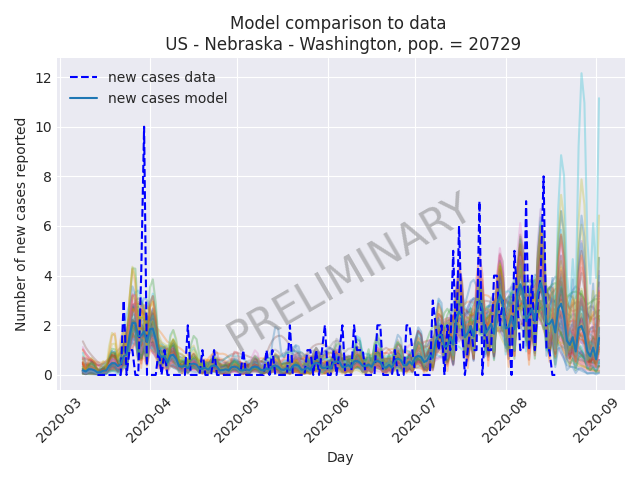 Model comparison to data
US - Nebraska - Washington, pop. = 20729
new cases data
new cases model
PRELIMINARY
Number of new cases reported
12
10
8
6
4
2
0
2020-03
2020-04
2020-05
2020-06
2020-07
2020-08
2020-09
Day